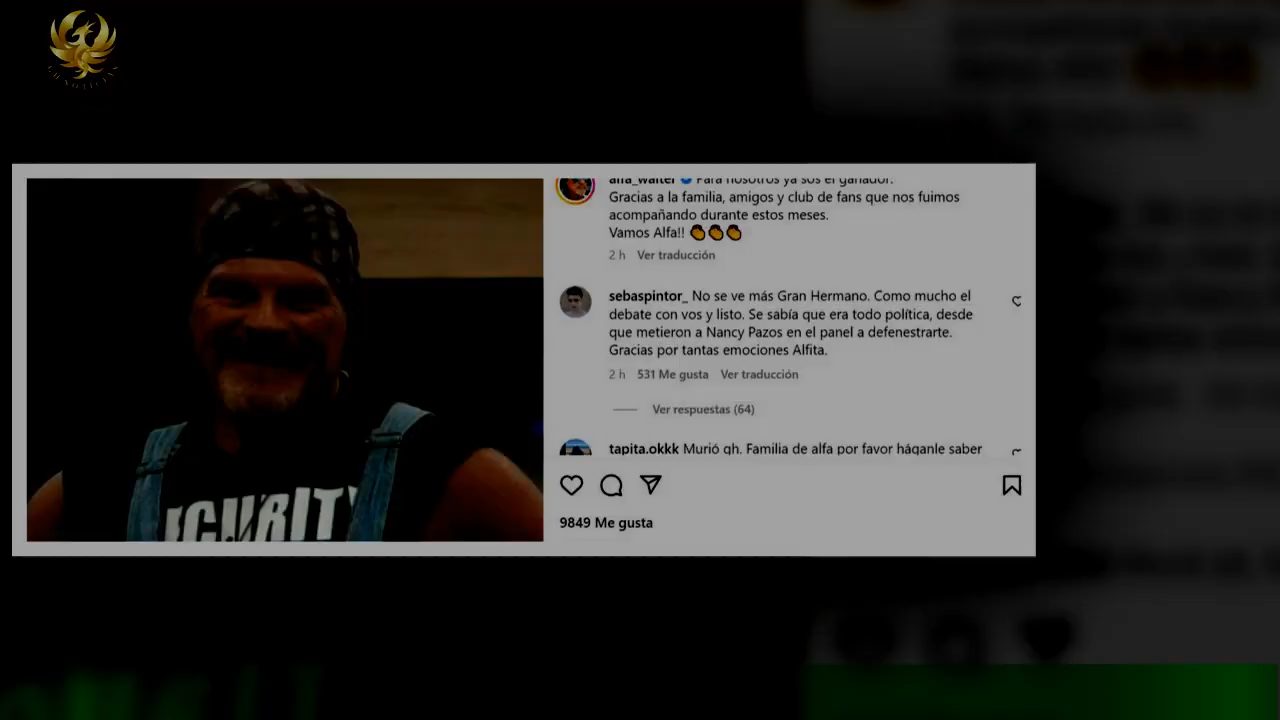 alfa_walter Para nosotros ya sos el ganador.
Gracias a la familia, amigos y club de fans que nos fuimos
acompañando durante estos meses.
Vamos Alfa!! 👏👏👏
2 h Ver traducción
sebaspintor_ No se ve más Gran Hermano. Como mucho el
debate con vos y listo. Se sabía que era todo política, desde
que metieron a Nancy Pazos en el panel a defenestrarte.
Gracias por tantas emociones Alfita.
2 h 531 Me gusta Ver traducción
Ver respuestas (64)
tapita.okkk Murió gh. Familia de alfa por favor háganle saber
9849 Me gusta